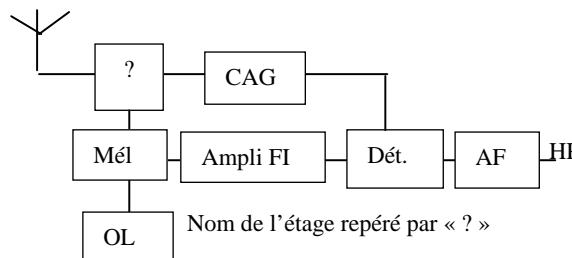 ? CAG
Mél Ampli FI Dét. AF HP
OL Nom de l'étage repéré par « ? »